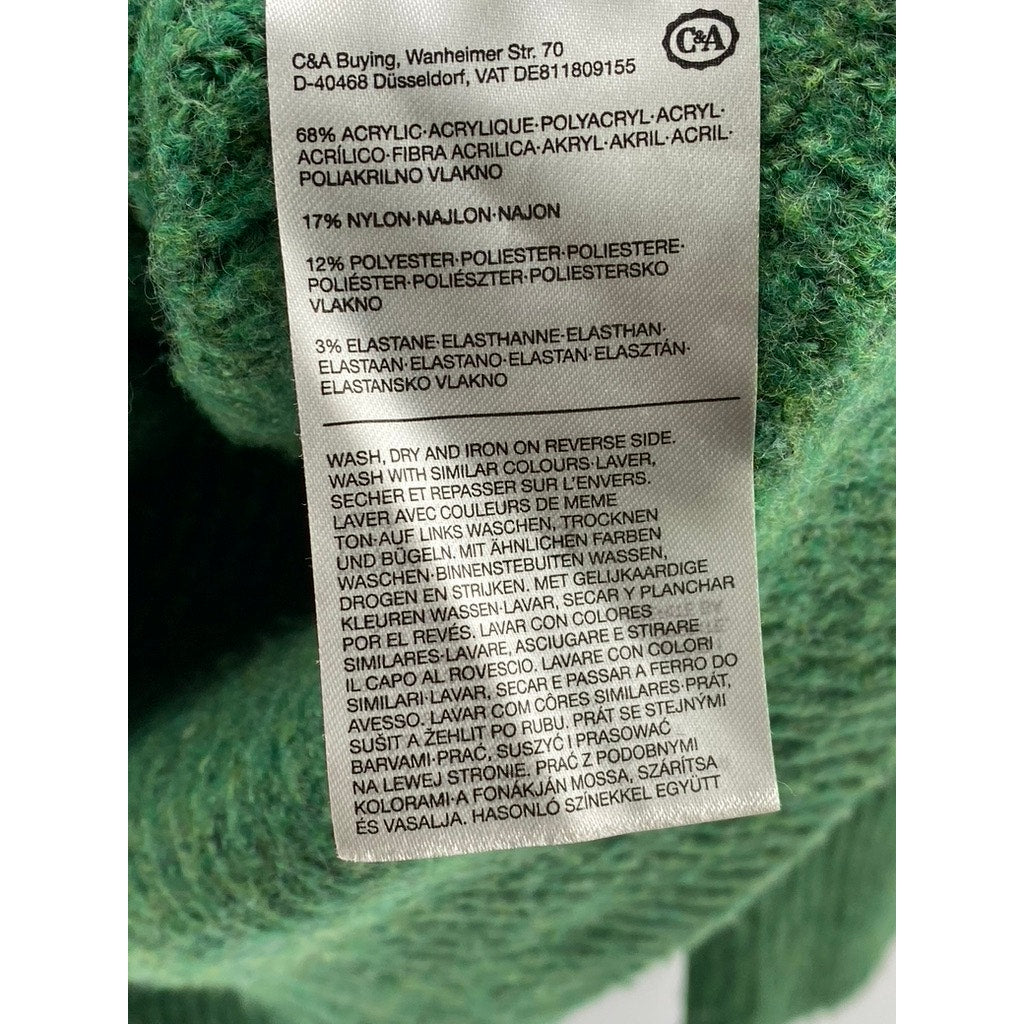 C&A Buying, Wanheimer Str. 70
D-40468 Düsseldorf, VAT DE811809155
C&A
68% ACRYLIC·ACRYLIQUE·POLYACRYL·ACRYL·
ACRÍLICO·FIBRA ACRILICA·AKRYL·AKRIL·ACRIL·
POLIAKRILNO VLAKNO
17% NYLON·NAJLON·NAJON
12% POLYESTER·POLIESTER·POLIESTERE·
POLIÉSTER·POLIÉSZTER·POLIESTERSKO
VLAKNO
3% ELASTANE·ELASTHANNE·ELASTHAN·
ELASTAAN·ELASTANO·ELASTAN·ELASZTÁN·
ELASTANSKO VLAKNO
WASH, DRY AND IRON ON REVERSE SIDE.
WASH WITH SIMILAR COLOURS·LAVER,
SECHER ET REPASSER SUR L'ENVERS.
LAVER AVEC COULEURS DE MEME
TON·AUF LINKS WASCHEN, TROCKNEN
UND BÜGELN. MIT ÄHNLICHEN FARBEN
WASCHEN·BINNENSTEBUITEN WASSEN,
DROGEN EN STRIJKEN. MET GELIJKAARDIGE
KLEUREN WASSEN·LAVAR, SECAR Y PLANCHAR
POR EL REVÉS. LAVAR CON COLORES
SIMILARES·LAVARE, ASCIUGARE E STIRARE
IL CAPO AL ROVESCIO. LAVARE CON COLORI
SIMILARI·LAVAR, SECAR E PASSAR A FERRO DO
AVESSO. LAVAR COM CÔRES SIMILARES·PRÁT,
SUŠIT A ŽEHLIT PO RUBU. PRÁT SE STEJNÝMI
BARVAMI·PRAĆ, SUSZYĆ I PRASOWAĆ
NA LEWEJ STRONIE. PRAĆ Z PODOBNYMI
KOLORAMI·A FONÁKJÁN MOSSA, SZÁRÍTSA
ÉS VASALJA. HASONLÓ SZÍNEKKEL EGYÜTT